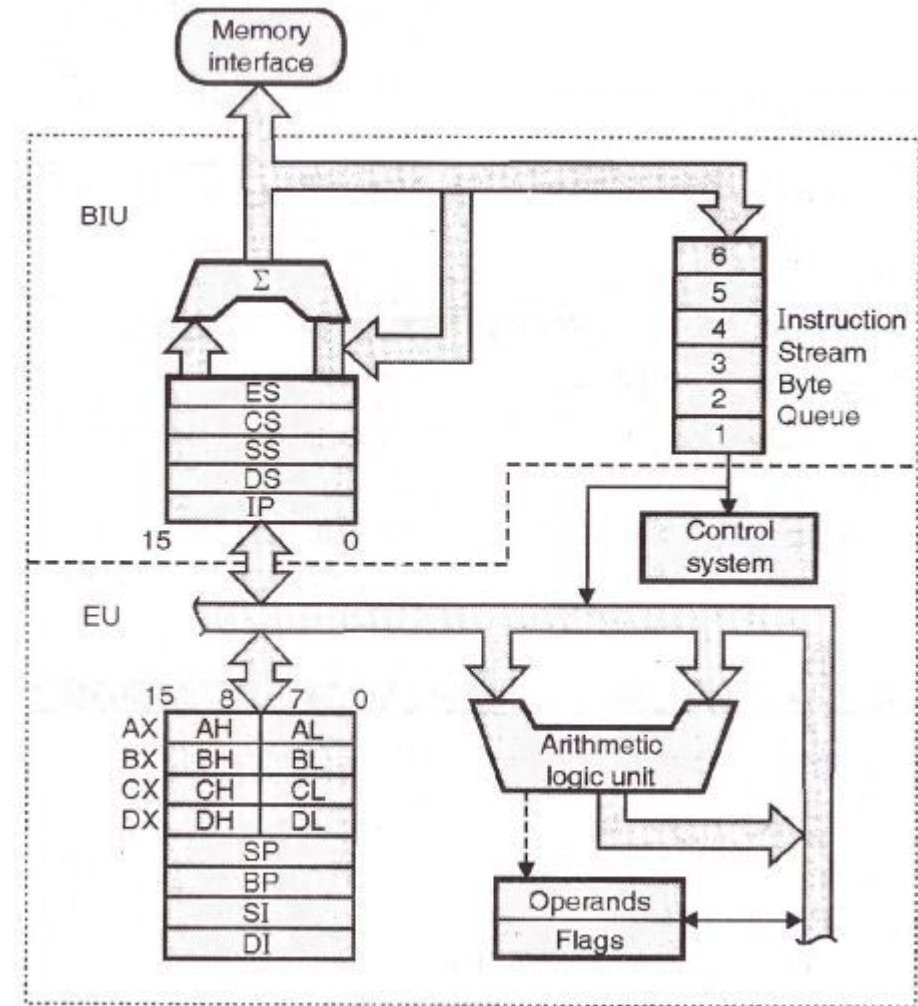 Memory
interface
BIU
Σ
6
5
4
3
2
1
Instruction
Stream
Byte
Queue
ES
CS
SS
DS
IP
15 0
Control
system
EU
15 8 7 0
AX AH AL
BX BH BL
CX CH CL
DX DH DL
SP
BP
SI
DI
Arithmetic
logic unit
Operands
Flags